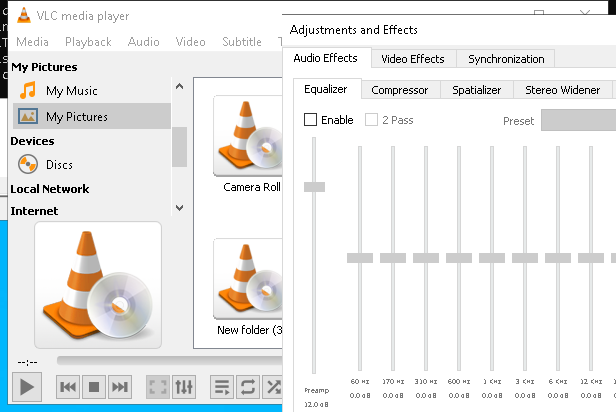 VLC media player
Media Playback Audio Video Subtitle
My Pictures
My Music
My Pictures
Devices
Discs
Local Network
Internet
Camera Roll
New folder (3
--:--
Adjustments and Effects
Audio Effects Video Effects Synchronization
Equalizer Compressor Spatializer Stereo Widener
Enable 2 Pass Preset
60 Hz 170 Hz 310 Hz 600 Hz 1 KHz 3 KHz 6 KHz 12 KHz
Preamp 0.0 dB 0.0 dB 0.0 dB 0.0 dB 0.0 dB 0.0 dB 0.0 dB 0.0 dB
12.0 dB